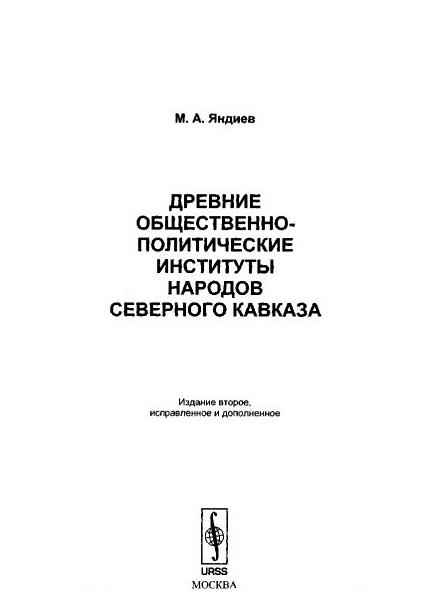 М. А. Яндиев
ДРЕВНИЕ
ОБЩЕСТВЕННО-
ПОЛИТИЧЕСКИЕ
ИНСТИТУТЫ
НАРОДОВ
СЕВЕРНОГО КАВКАЗА
Издание второе,
исправленное и дополненное
URSS
МОСКВА